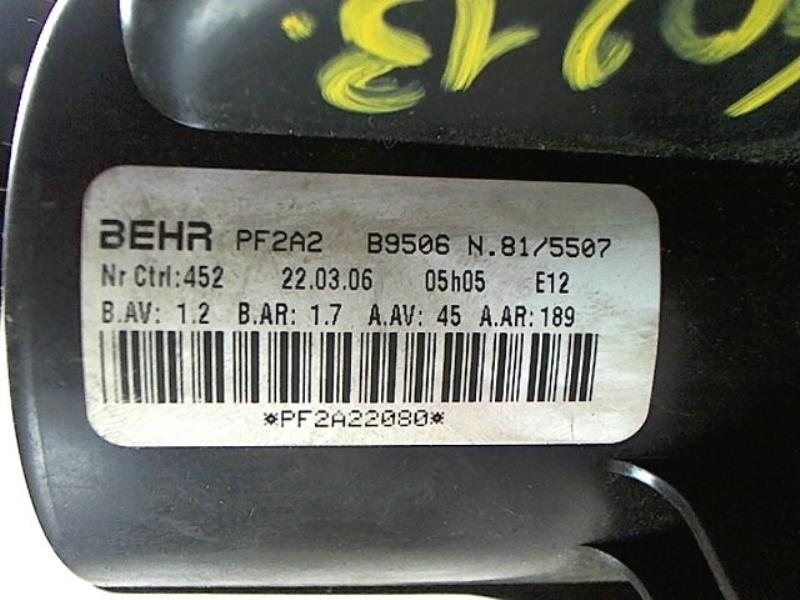 BEHR PF2A2 B9506 N.81/5507
Nr Ctrl:452 22.03.06 05h05 E12
B.AV: 1.2 B.AR: 1.7 A.AV: 45 A.AR:189
*PF2A22080*